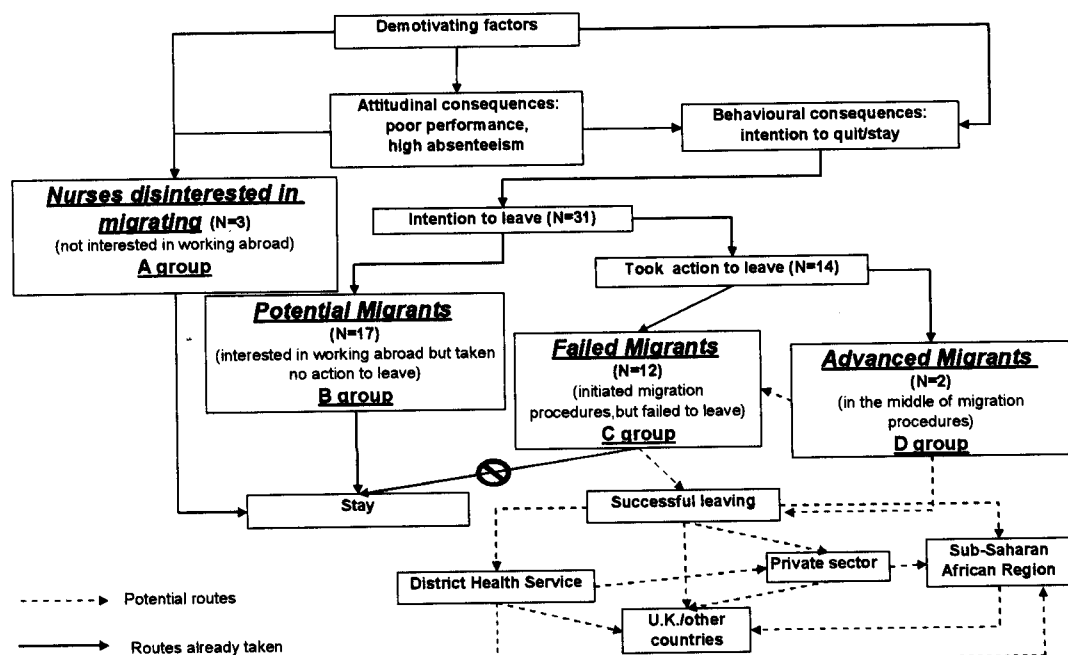 Demotivating factors
Attitudinal consequences:
poor performance,
high absenteeism
Behavioural consequences:
intention to quit/stay
Nurses disinterested in
migrating (N=3)
(not interested in working abroad)
A group
Intention to leave (N=31)
Took action to leave (N=14)
Potential Migrants
(N=17)
(interested in working abroad but taken
no action to leave)
B group
Failed Migrants
(N=12)
(initiated migration
procedures,but failed to leave)
C group
Advanced Migrants
(N=2)
(in the middle of migration
procedures)
D group
Stay
Successful leaving
District Health Service
Private sector
Sub-Saharan
African Region
U.K./other
countries
Potential routes
Routes already taken